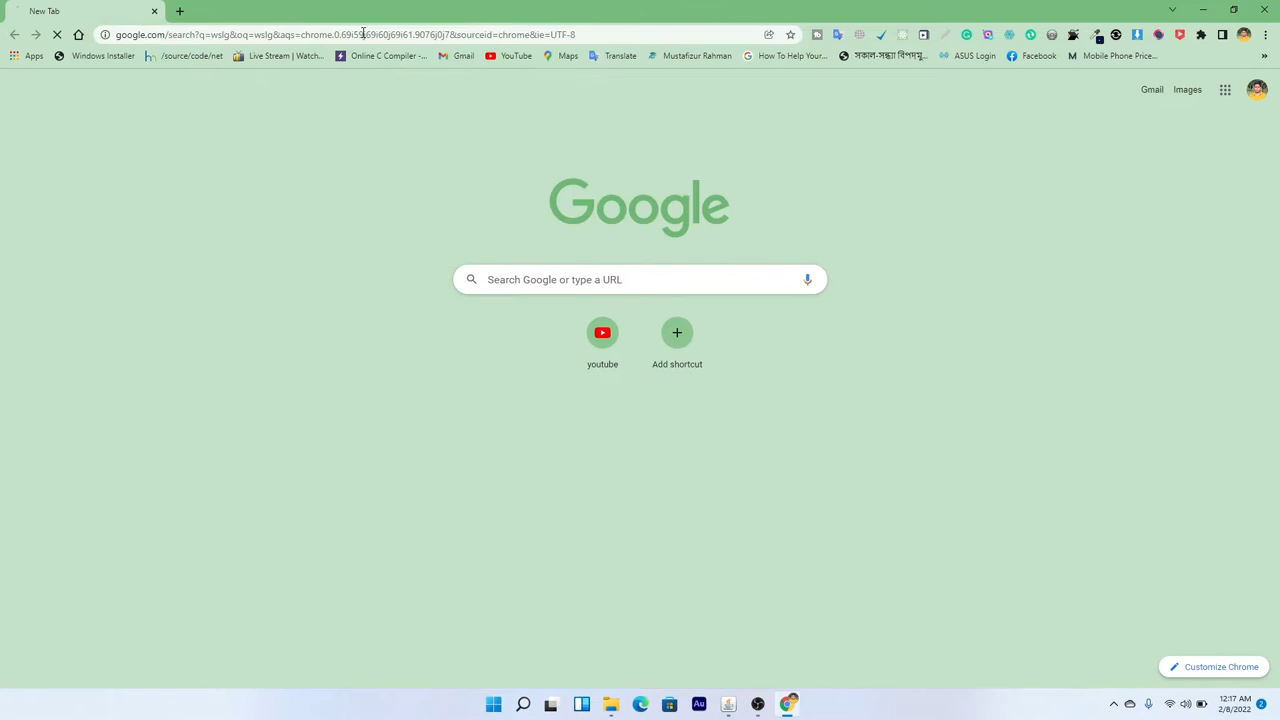 New Tab
google.com/search?q=wslg&oq=wslg&aqs=chrome.0.69i59j69i60j69i61.9076j0j7&sourceid=chrome&ie=UTF-8
Apps Windows Installer /source/code/net Live Stream | Watch... Online C Compiler -... Gmail YouTube Maps Translate Mustafizur Rahman How To Help Your... সকাল-সন্ধ্যা বিপদমু... ASUS Login Facebook Mobile Phone Price... »
Gmail Images
Google
Search Google or type a URL
youtube Add shortcut
Customize Chrome
Au
12:17 AM
2/8/2022 2